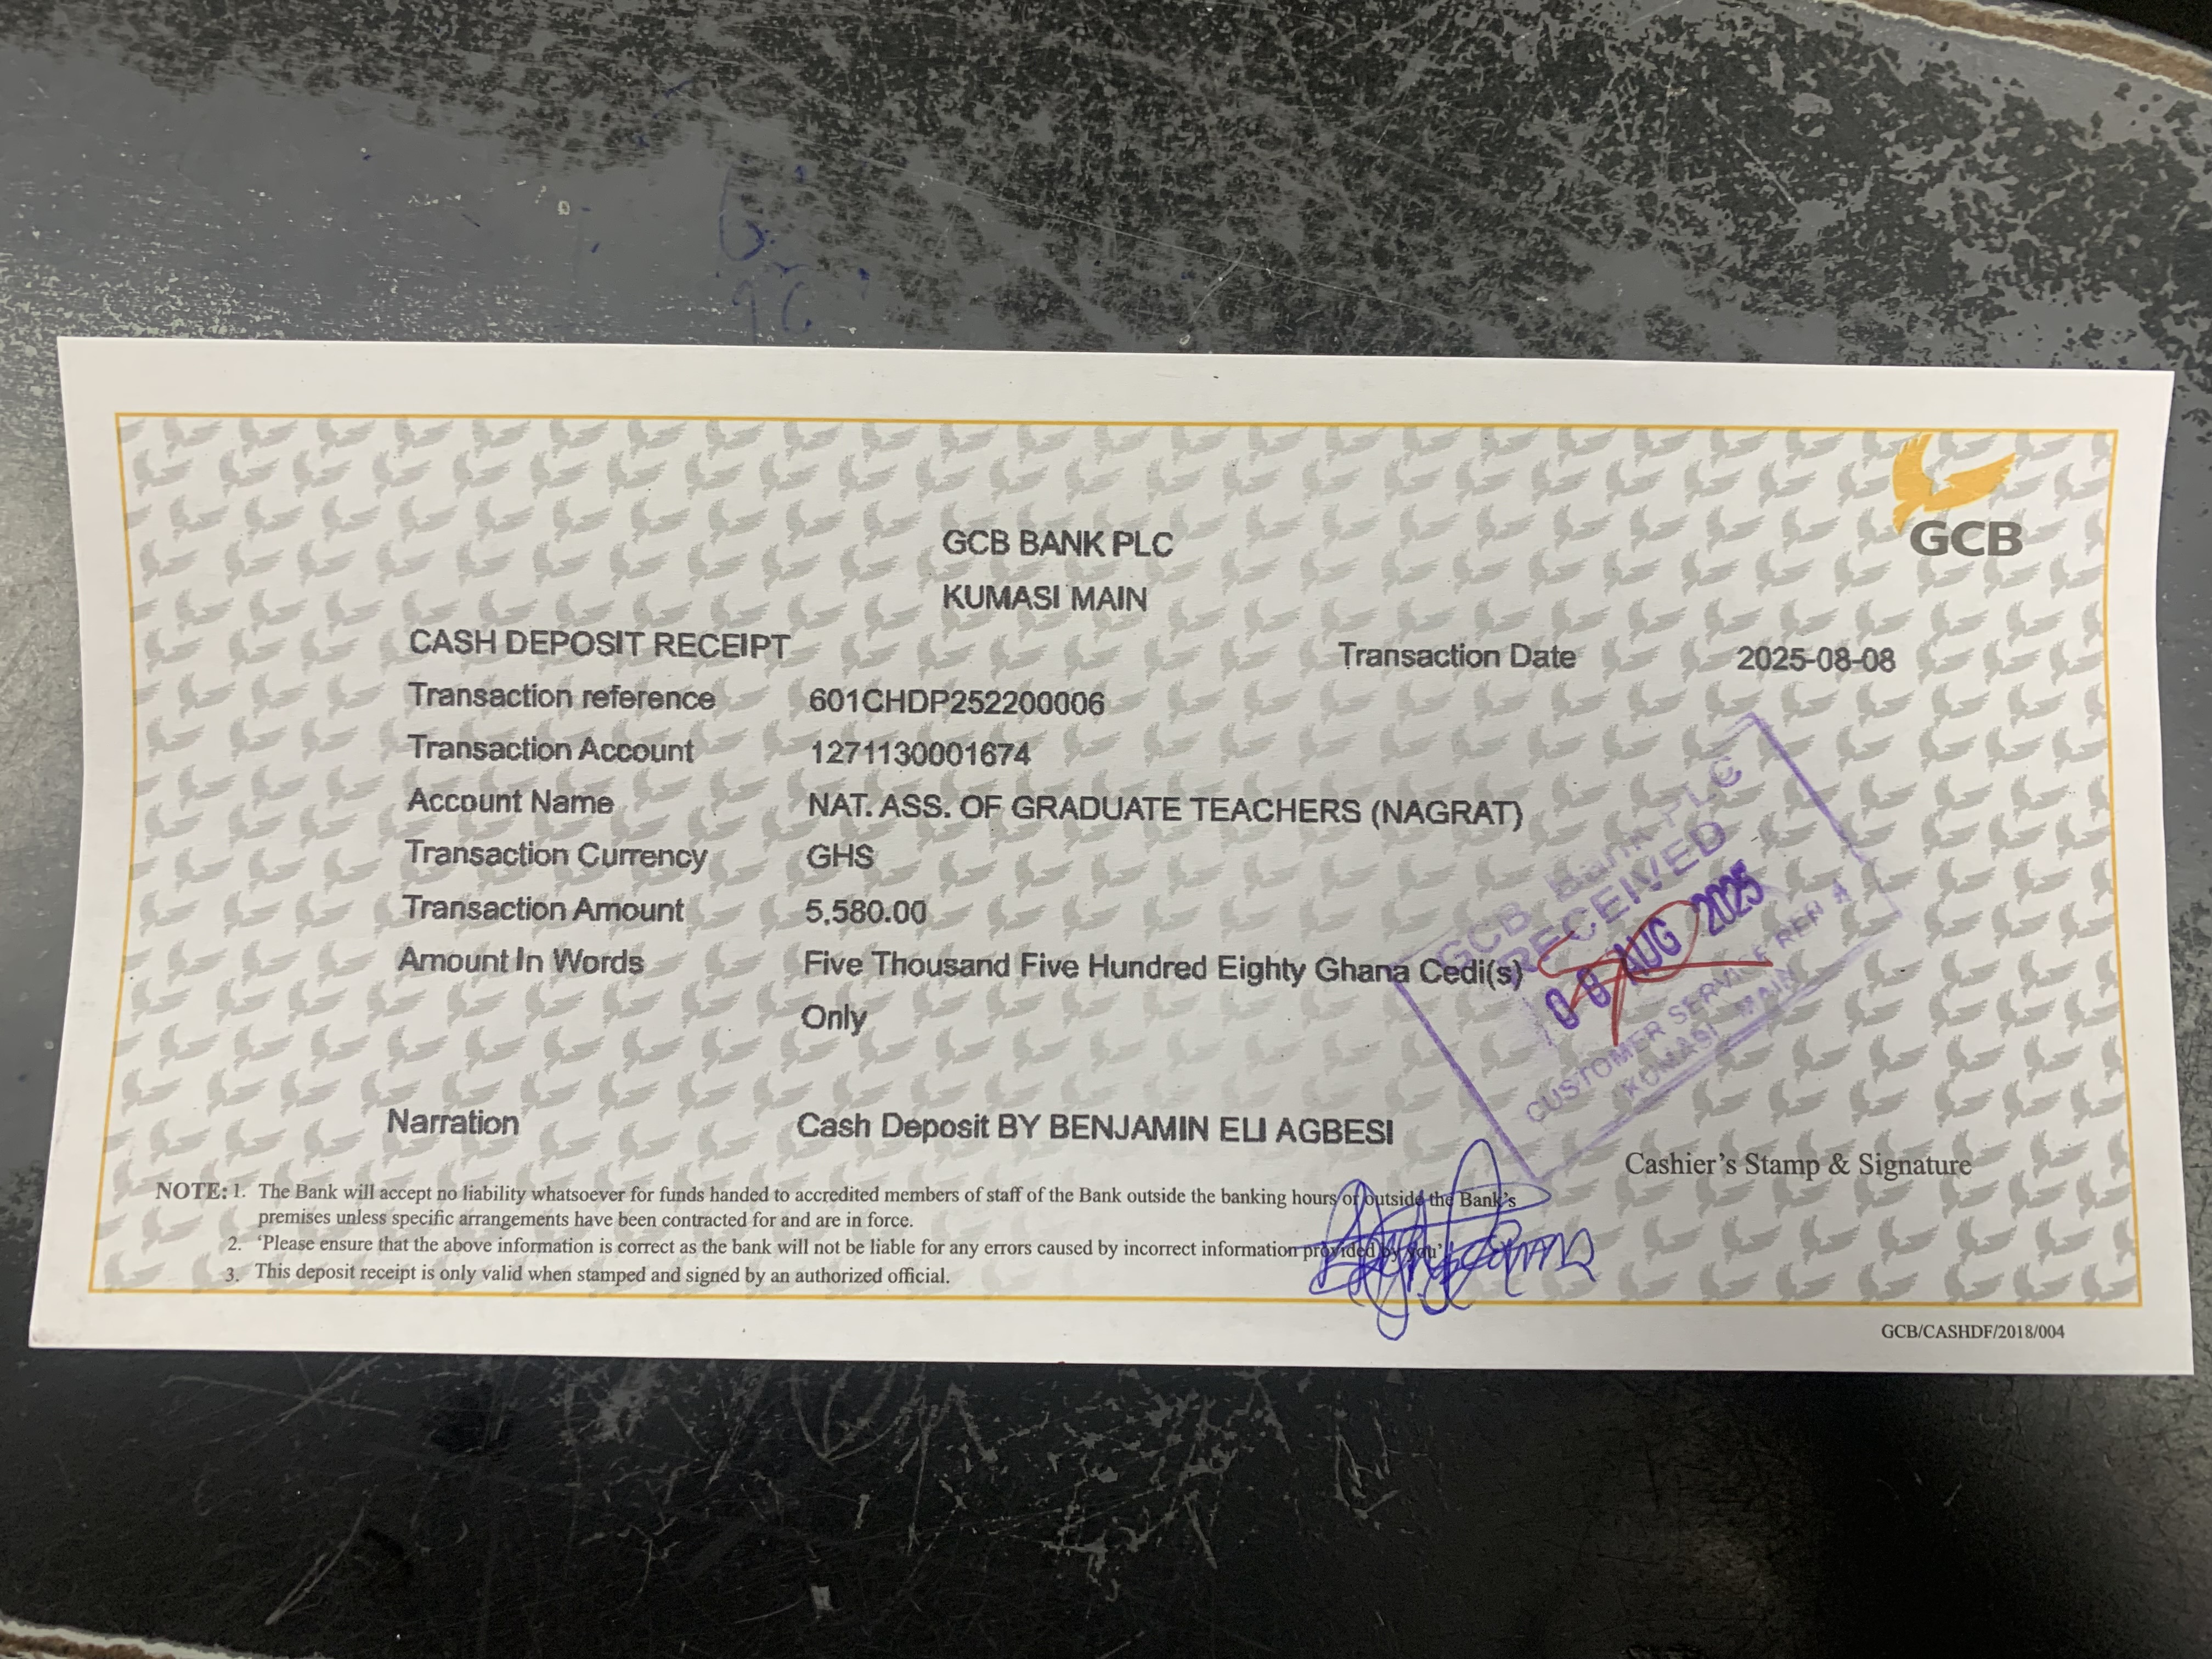 GCB
GCB BANK PLC
KUMASI MAIN
CASH DEPOSIT RECEIPT
Transaction Date 2025-08-08
Transaction reference 601CHDP252200006
Transaction Account 1271130001674
Account Name NAT. ASS. OF GRADUATE TEACHERS (NAGRAT)
Transaction Currency GHS
Transaction Amount 5,580.00
Amount In Words Five Thousand Five Hundred Eighty Ghana Cedi(s)
Only
GCB Bank PLC
RECEIVED
08 AUG 2025
CUSTOMER SERVICE REP 4
KUMASI MAIN
Narration Cash Deposit BY BENJAMIN ELI AGBESI
Cashier's Stamp & Signature
NOTE: 1. The Bank will accept no liability whatsoever for funds handed to accredited members of staff of the Bank outside the banking hours or outside the Bank's
premises unless specific arrangements have been contracted for and are in force.
2. 'Please ensure that the above information is correct as the bank will not be liable for any errors caused by incorrect information provided by you'
3. This deposit receipt is only valid when stamped and signed by an authorized official.
GCB/CASHDF/2018/004